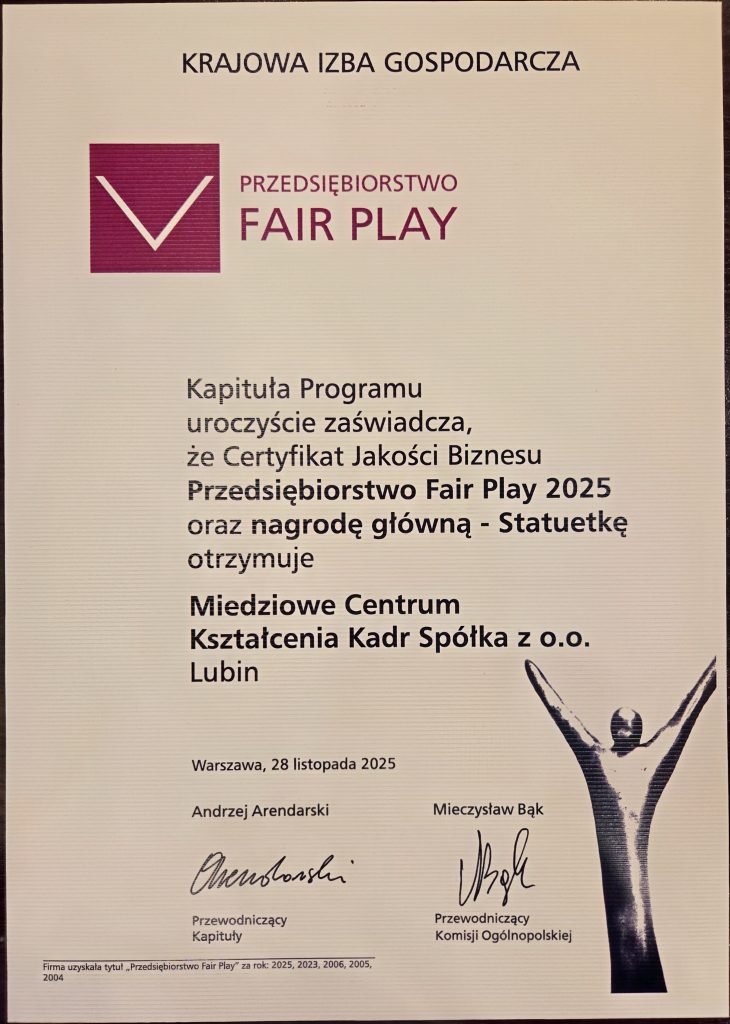 KRAJOWA IZBA GOSPODARCZA
PRZEDSIĘBIORSTWO
FAIR PLAY
Kapituła Programu
uroczyście zaświadcza,
że Certyfikat Jakości Biznesu
Przedsiębiorstwo Fair Play 2025
oraz nagrodę główną - Statuetkę
otrzymuje
Miedziowe Centrum
Kształcenia Kadr Spółka z o.o.
Lubin
Warszawa, 28 listopada 2025
Andrzej Arendarski
Mieczysław Bąk
Arendarski
MBąk
Przewodniczący
Kapituły
Przewodniczący
Komisji Ogólnopolskiej
Firma uzyskała tytuł „Przedsiębiorstwo Fair Play” za rok: 2025, 2023, 2006, 2005,
2004